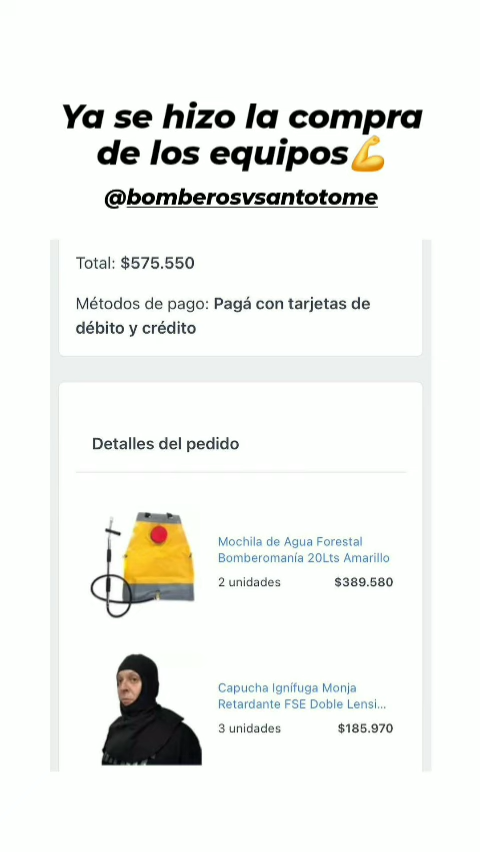 Ya se hizo la compra
de los equipos💪
@bomberosvsantotome
Total: $575.550
Métodos de pago: Pagá con tarjetas de
débito y crédito
Detalles del pedido
Mochila de Agua Forestal
Bomberomanía 20Lts Amarillo
2 unidades $389.580
Capucha Ignífuga Monja
Retardante FSE Doble Lensi...
3 unidades $185.970